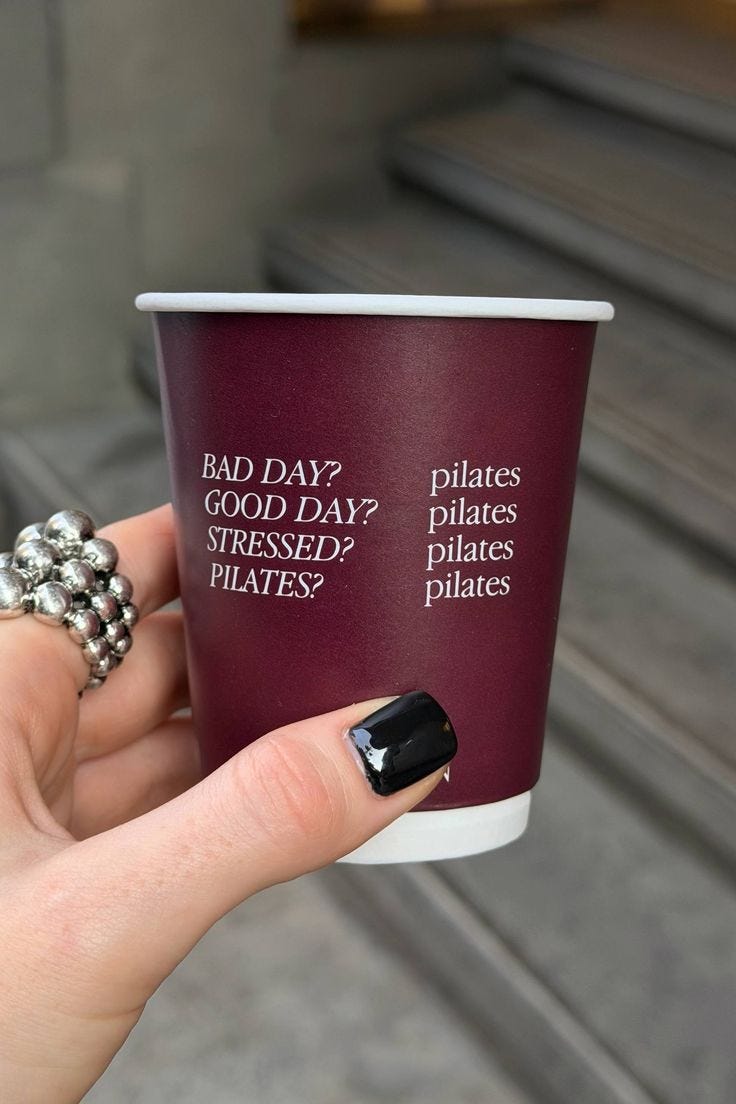 BAD DAY? pilates
GOOD DAY? pilates
STRESSED? pilates
PILATES? pilates